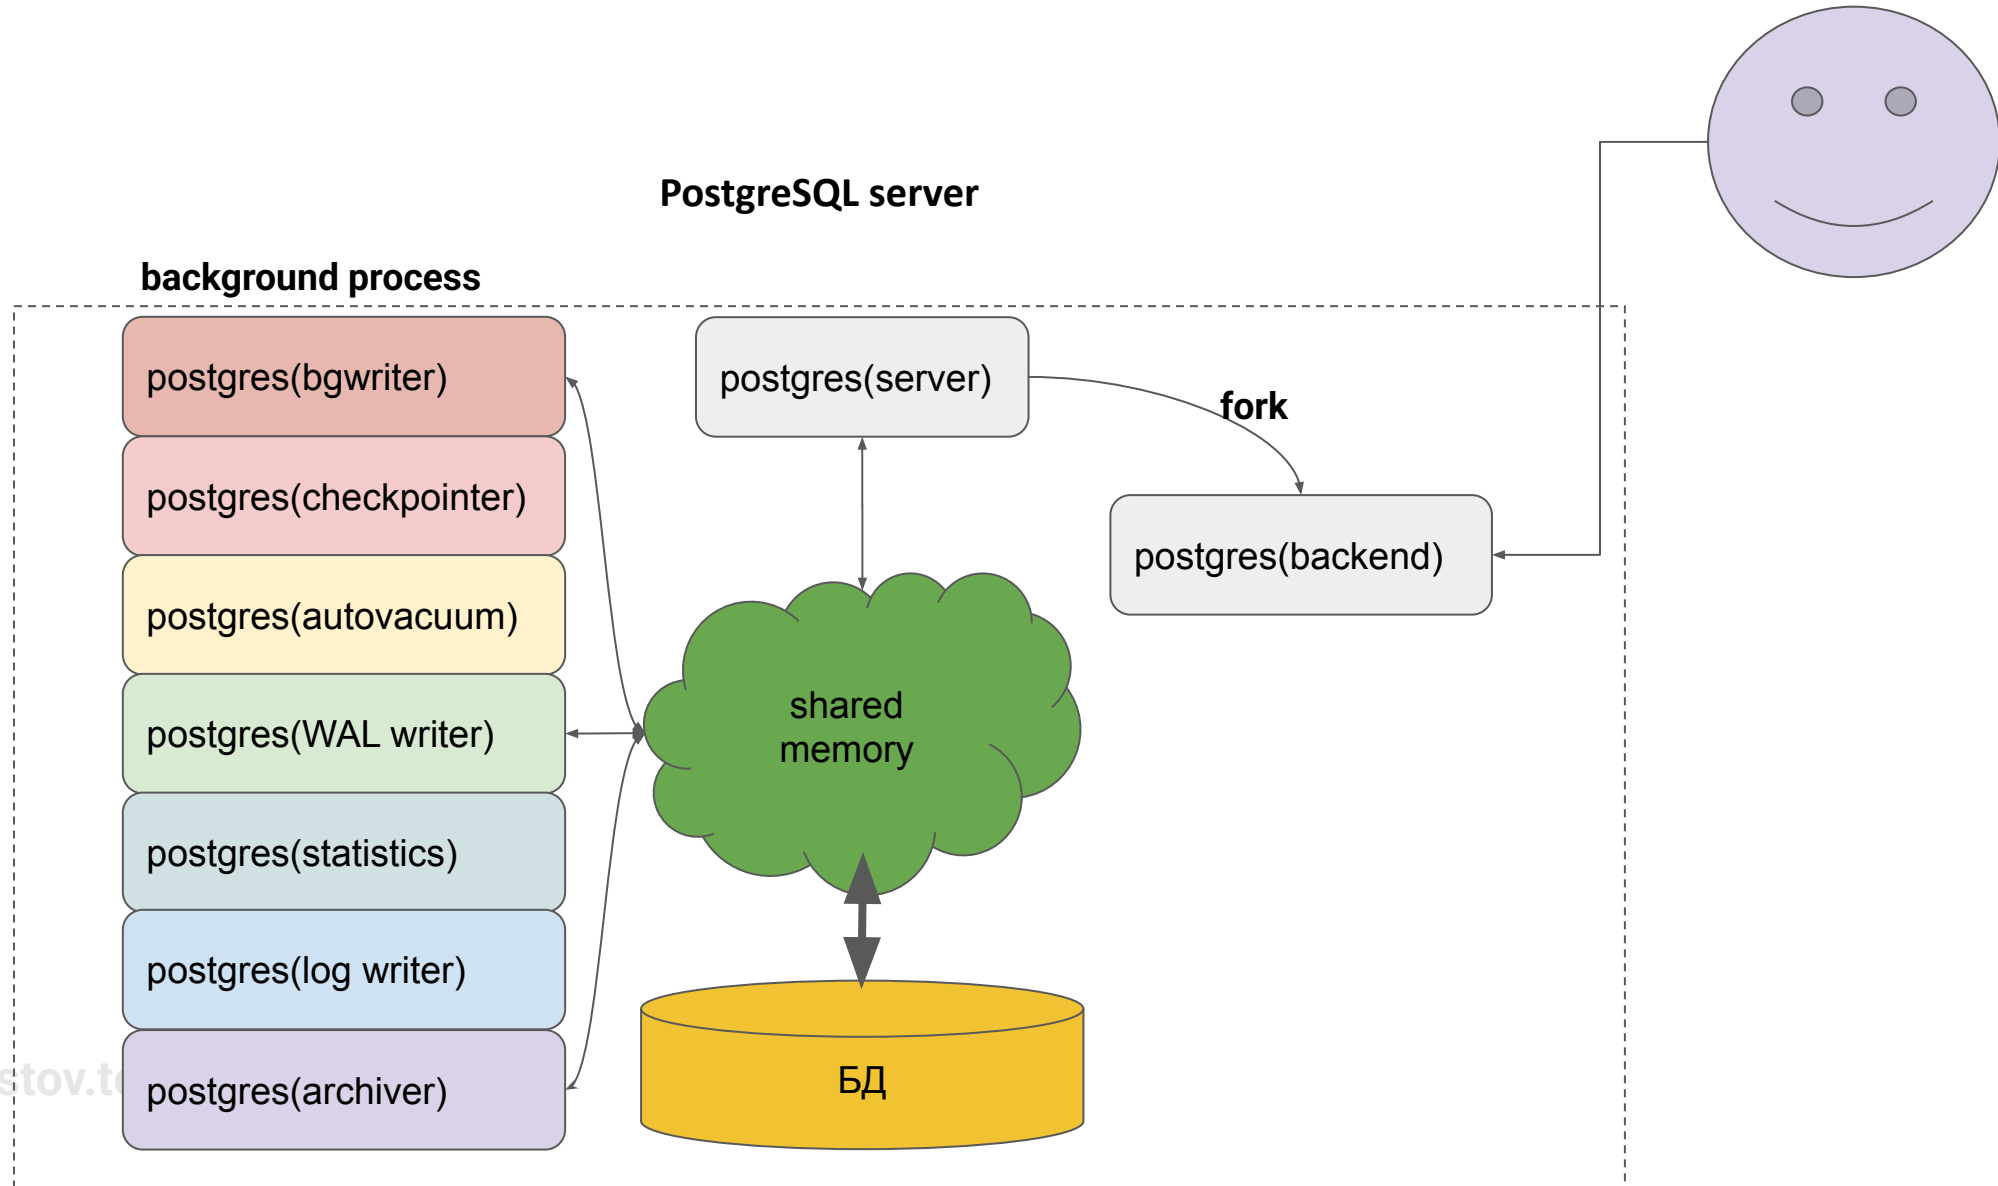 PostgreSQL server
background process
postgres(bgwriter)
postgres(server)
fork
postgres(checkpointer)
postgres(backend)
postgres(autovacuum)
postgres(WAL writer)
shared
memory
postgres(statistics)
postgres(log writer)
postgres(archiver)
БД